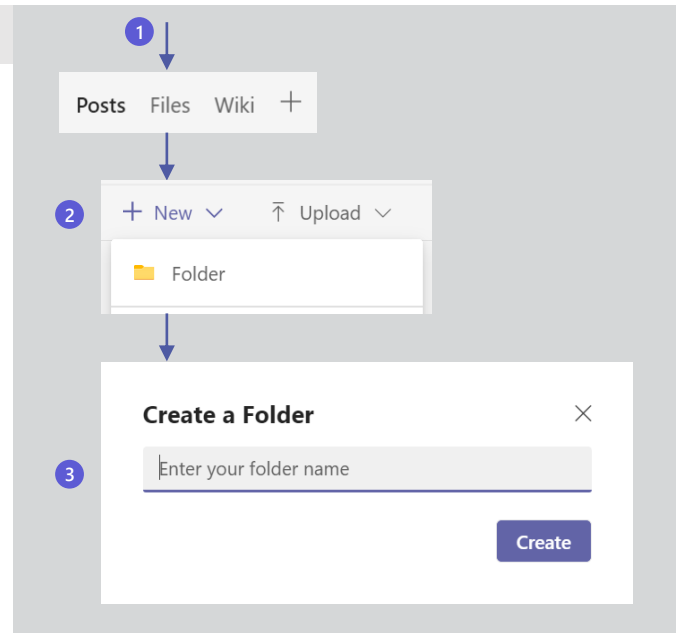 1
Posts Files Wiki +
2
+ New Upload
Folder
Create a Folder
3
Enter your folder name
Create